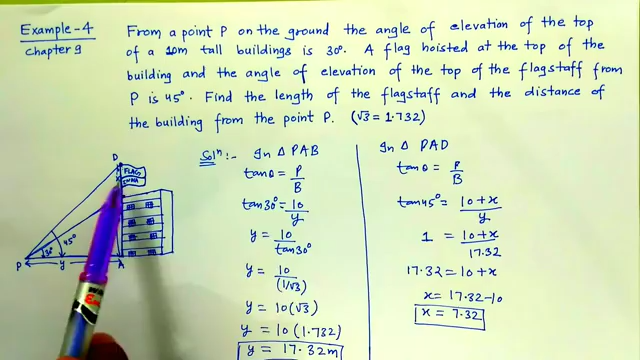 Example-4
Chapter 9
From a point P on the ground the angle of elevation of the top
of a 10m tall buildings is 30°. A flag hoisted at the top of the
building and the angle of elevation of the top of the flagstaff from
P is 45°. Find the length of the flagstaff and the distance of
the building from the point P. (√3 = 1.732)
Solⁿ:-
In Δ PAB
tanθ = P/B
tan30° = 10/y
y = 10/tan30°
y = 10/(1/√3)
y = 10(√3)
y = 10(1.732)
y = 17.32m
In Δ PAD
tanθ = P/B
tan45° = 10+x/y
1 = 10+x/17.32
17.32 = 10+x
x = 17.32-10
x = 7.32
D
FLAG
x
45°
30°
P
y
A